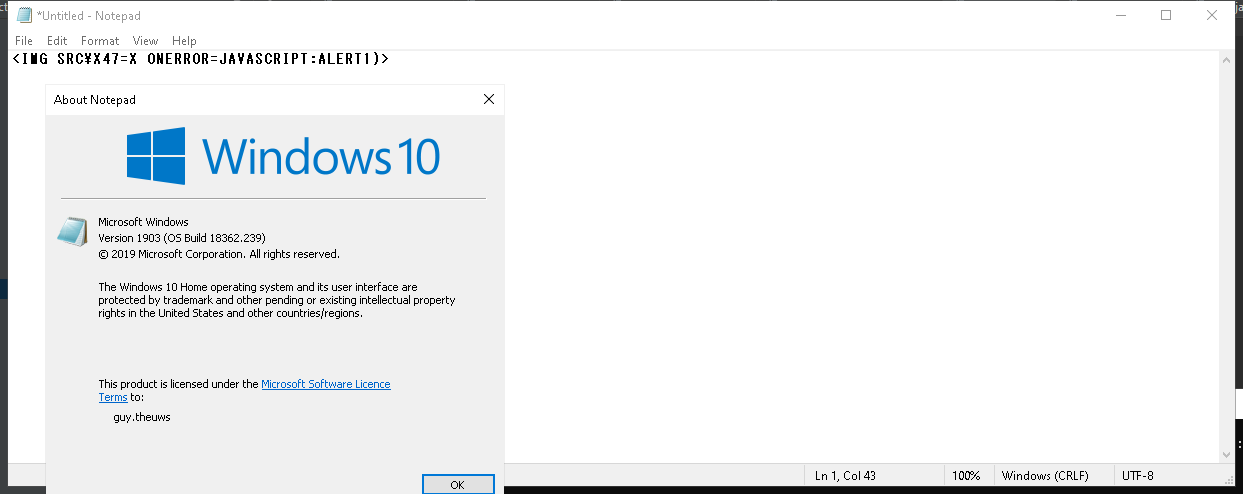 *Untitled - Notepad
File Edit Format View Help
<IMG SRC¥X47=X ONERROR=JAVASCRIPT:ALERT1)>
About Notepad
Windows 10
Microsoft Windows
Version 1903 (OS Build 18362.239)
© 2019 Microsoft Corporation. All rights reserved.
The Windows 10 Home operating system and its user interface are
protected by trademark and other pending or existing intellectual property
rights in the United States and other countries/regions.
This product is licensed under the Microsoft Software Licence
Terms to:
guy.theuws
OK
Ln 1, Col 43 100% Windows (CRLF) UTF-8